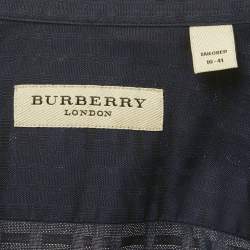 TAILORED
16 - 41
BURBERRY
LONDON